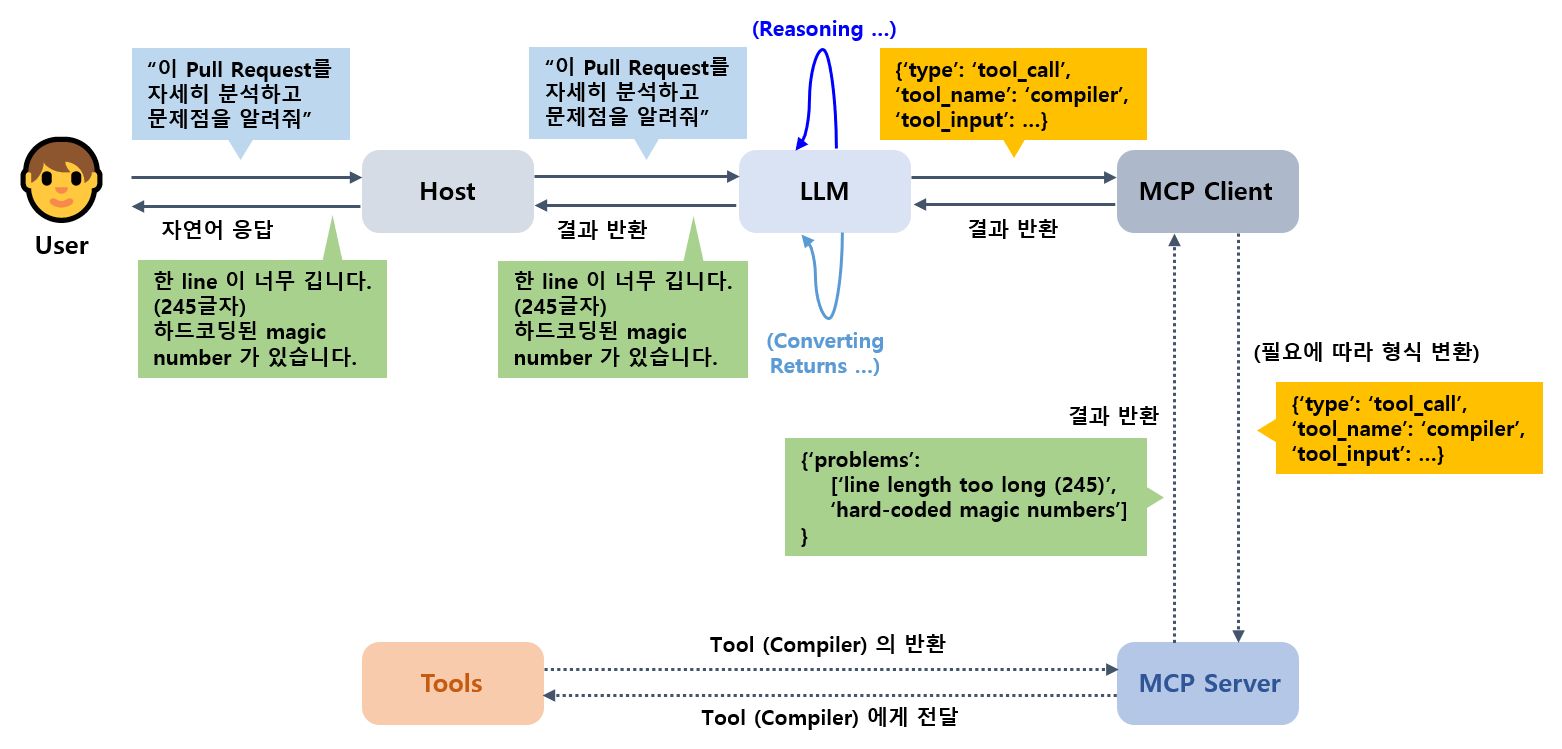 (Reasoning …)
“이 Pull Request를
자세히 분석하고
문제점을 알려줘”
“이 Pull Request를
자세히 분석하고
문제점을 알려줘”
{‘type’: ‘tool_call’,
‘tool_name’: ‘compiler’,
‘tool_input’: …}
User
Host
LLM
MCP Client
자연어 응답
결과 반환
결과 반환
한 line 이 너무 깁니다.
(245글자)
하드코딩된 magic
number 가 있습니다.
한 line 이 너무 깁니다.
(245글자)
하드코딩된 magic
number 가 있습니다.
(Converting
Returns …)
(필요에 따라 형식 변환)
{‘type’: ‘tool_call’,
‘tool_name’: ‘compiler’,
‘tool_input’: …}
결과 반환
{‘problems’:
[‘line length too long (245)’,
‘hard-coded magic numbers’]
}
Tool (Compiler) 의 반환
Tools
MCP Server
Tool (Compiler) 에게 전달